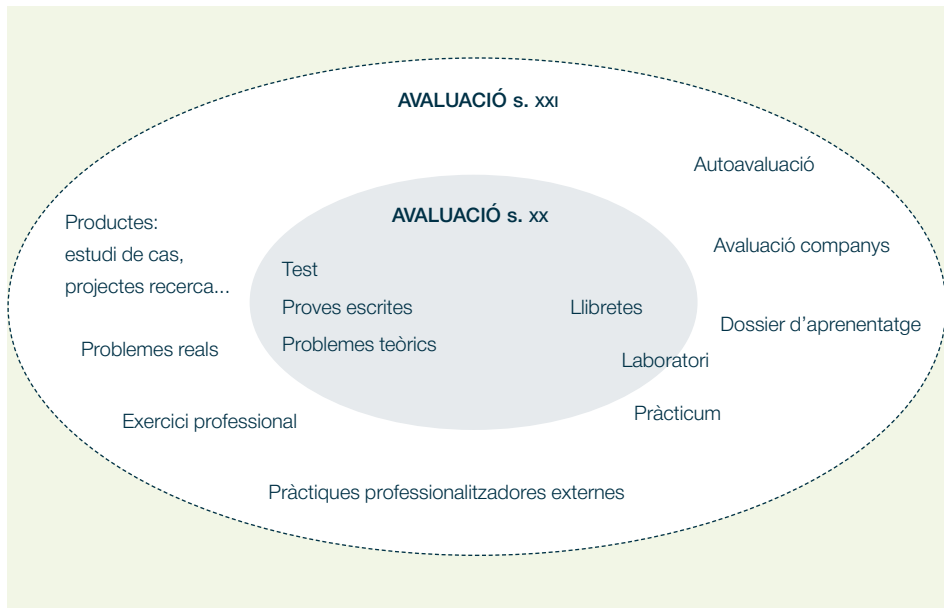 AVALUACIÓ s. XXI
Autoavaluació
AVALUACIÓ s. XX
Productes:
estudi de cas,
projectes recerca...
Avaluació companys
Test
Proves escrites
Llibretes
Dossier d’aprenentatge
Problemes reals
Problemes teòrics
Laboratori
Exercici professional
Pràcticum
Pràctiques professionalitzadores externes